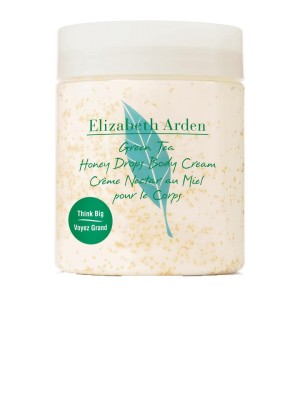 Elizabeth Arden
Green Tea
Honey Drops Body Cream
Crème Nectar au Miel
pour le Corps
Think Big
Voyez Grand